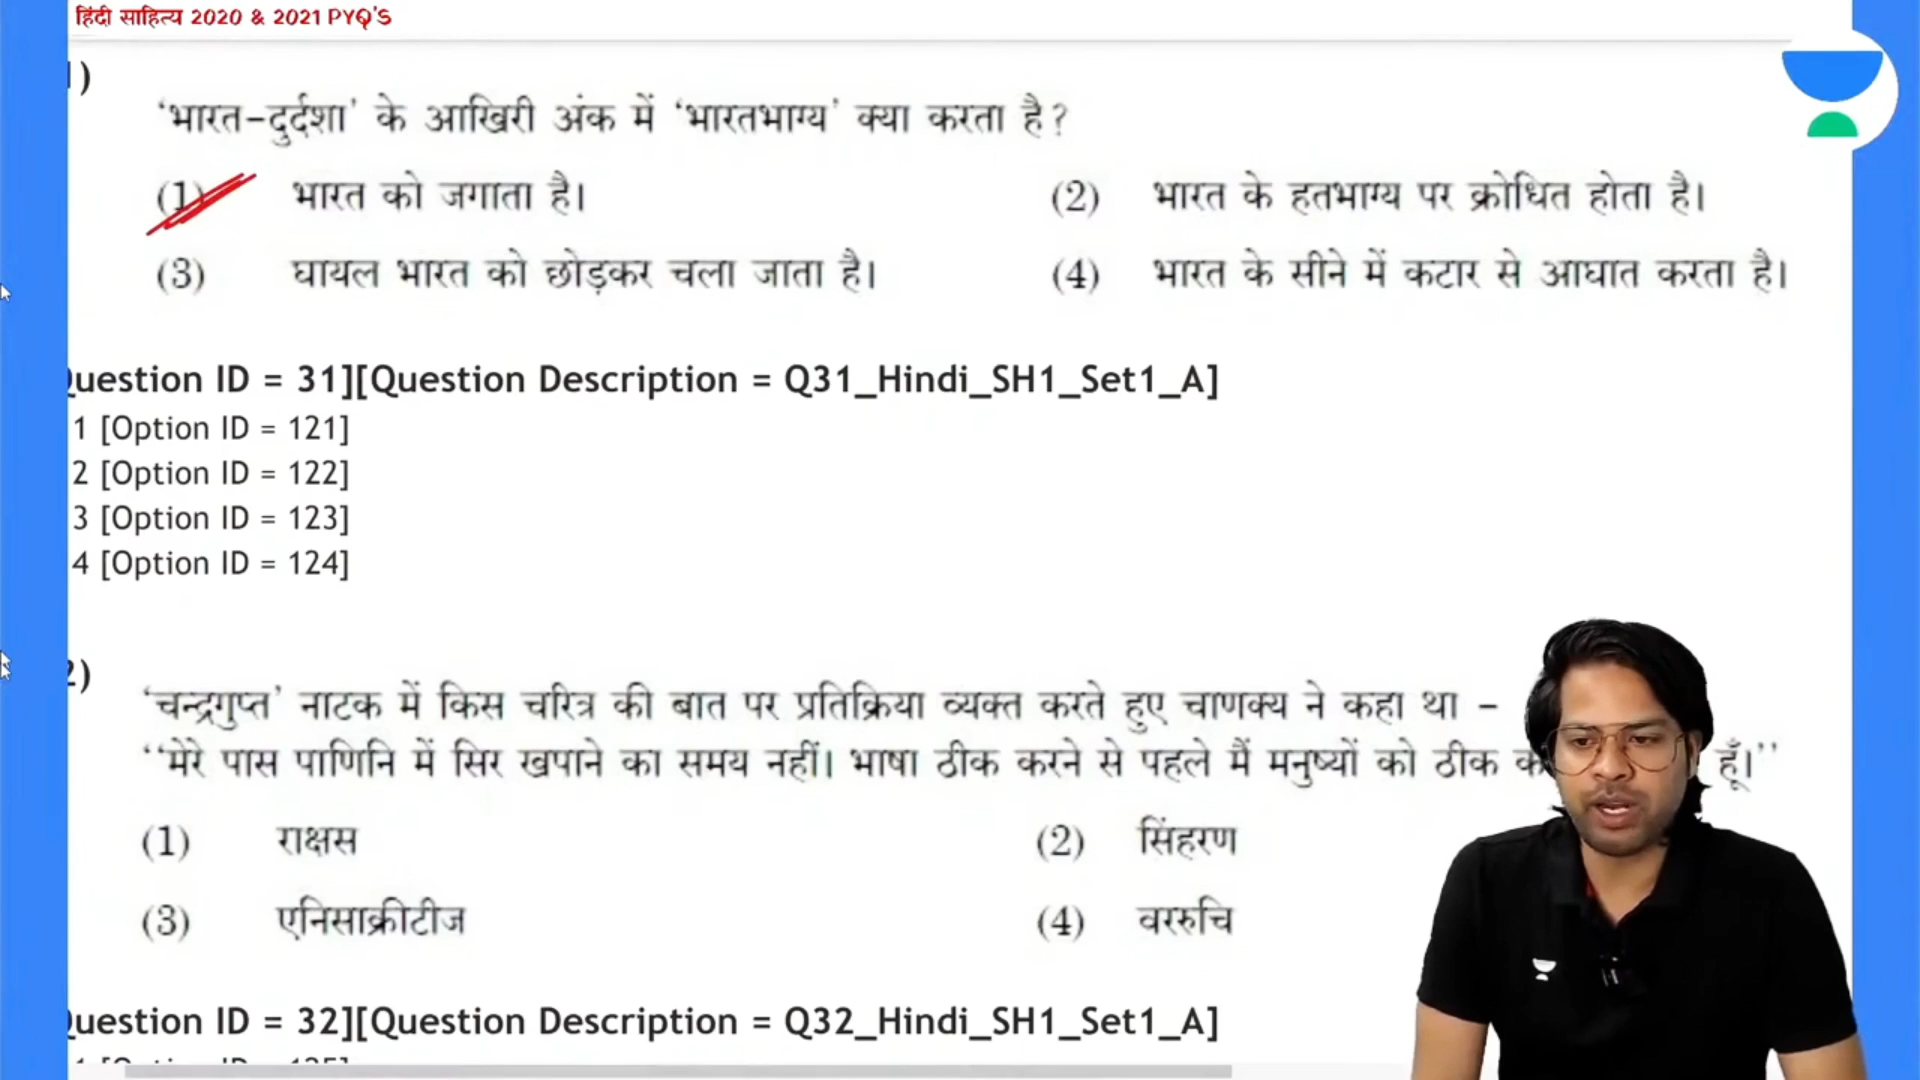 हिंदी साहित्य 2020 & 2021 PYQ'S
1)
‘भारत-दुर्दशा’ के आखिरी अंक में ‘भारतभाग्य’ क्या करता है?
(1) भारत को जगाता है। (2) भारत के हतभाग्य पर क्रोधित होता है।
(3) घायल भारत को छोड़कर चला जाता है। (4) भारत के सीने में कटार से आघात करता है।
uestion ID = 31][Question Description = Q31_Hindi_SH1_Set1_A]
1 [Option ID = 121]
2 [Option ID = 122]
3 [Option ID = 123]
4 [Option ID = 124]
2)
‘चन्द्रगुप्त’ नाटक में किस चरित्र की बात पर प्रतिक्रिया व्यक्त करते हुए चाणक्य ने कहा था –
‘‘मेरे पास पाणिनि में सिर खपाने का समय नहीं। भाषा ठीक करने से पहले मैं मनुष्यों को ठीक हूँ।’’
(1) राक्षस (2) सिंहरण
(3) एनिसाक्रीटीज (4) वररुचि
uestion ID = 32][Question Description = Q32_Hindi_SH1_Set1_A]